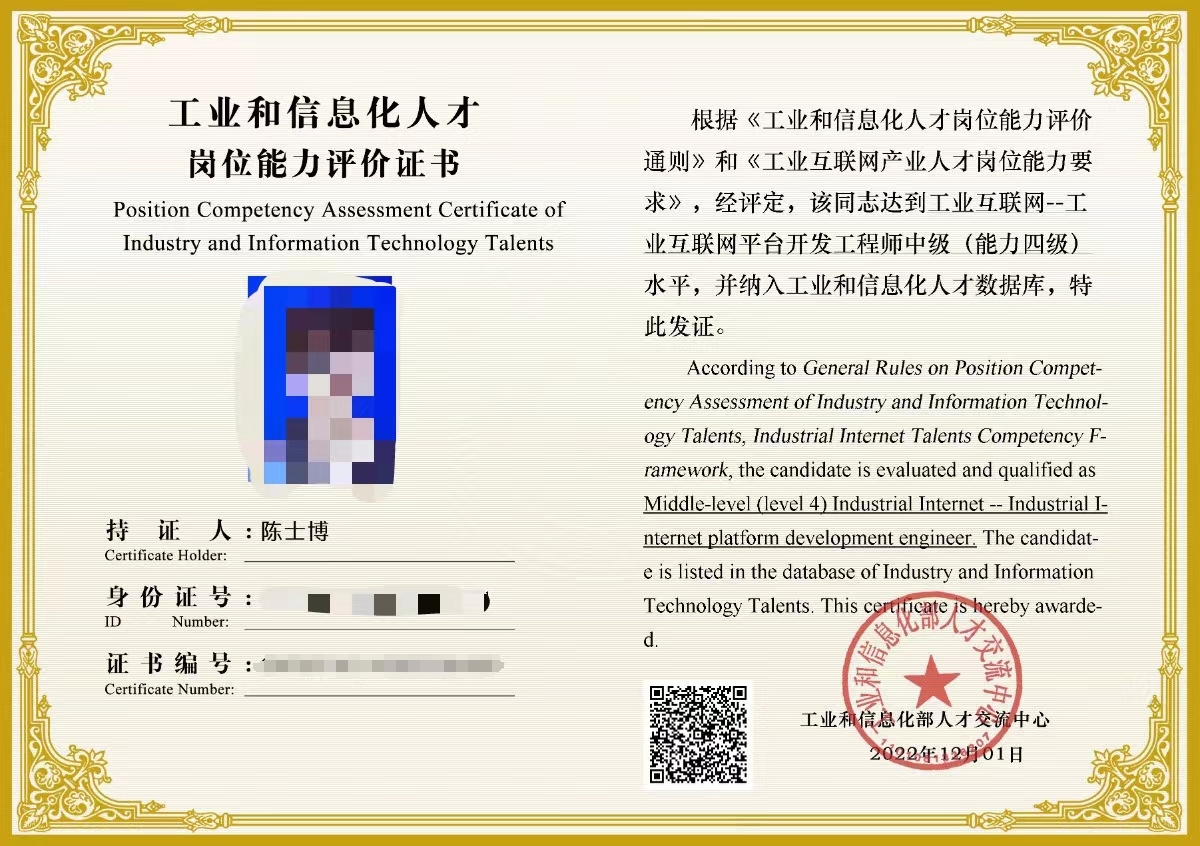 工业和信息化人才
岗位能力评价证书
Position Competency Assessment Certificate of
Industry and Information Technology Talents
持证人：陈士博
Certificate Holder:
身份证号：
ID Number:
证书编号：
Certificate Number:
根据《工业和信息化人才岗位能力评价
通则》和《工业互联网产业人才岗位能力要
求》，经评定，该同志达到工业互联网--工
业互联网平台开发工程师中级（能力四级）
水平，并纳入工业和信息化人才数据库，特
此发证。
According to General Rules on Position Compet-
ency Assessment of Industry and Information Technol-
ogy Talents, Industrial Internet Talents Competency F-
ramework, the candidate is evaluated and qualified as
Middle-level (level 4) Industrial Internet -- Industrial I-
nternet platform development engineer. The candidat-
e is listed in the database of Industry and Information
Technology Talents. This certificate is hereby awarde-
d.
工业和信息化部人才交流中心
工业和信息化部人才交流中心
2022年12月01日